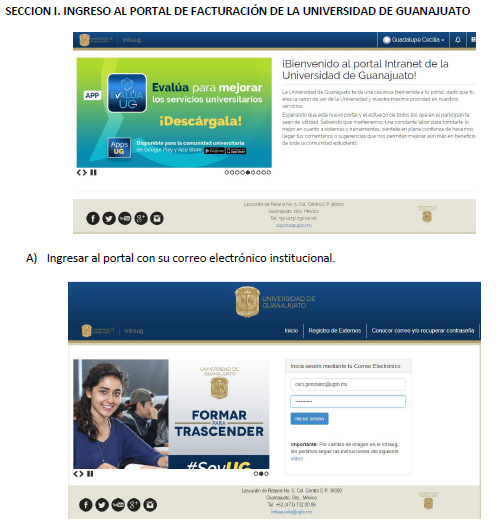 SECCION I. INGRESO AL PORTAL DE FACTURACIÓN DE LA UNIVERSIDAD DE GUANAJUATO
Intraug
Guadalupe Cecilia
APP
eVALÚA UG
Evalúa para mejorar
los servicios universitarios
¡Descárgala!
Apps UG
Disponible para la comunidad universitaria
en Google Play y App Store
¡Bienvenido al portal Intranet de la
Universidad de Guanajuato!
La Universidad de Guanajuato te da una calurosa bienvenida a tu portal, dado que tú
eres la razón de ser de la Universidad y nuestra máxima prioridad en nuestros
servicios.
Esperando que este nuevo portal y el esfuerzo de todos los que en el participan te
sean de utilidad. Sabiendo que mantenemos una constante labor para brindarte lo
mejor en cuanto a sistemas y herramientas, siéntete en plena confianza de hacernos
llegar tus comentarios o sugerencias que nos permitan mejorar aún más en beneficio
de toda la comunidad estudiantil.
Lascuráin de Retana No. 5, Col. Centro C.P. 36000
Guanajuato, Gto., México
Tel. +52 (473) 732 00 06
soporte@ugto.mx
A) Ingresar al portal con su correo electrónico institucional.
UNIVERSIDAD DE
GUANAJUATO
Intraug
Inicio
Registro de Externos
Conocer correo y/o recuperar contraseña
UNIVERSIDAD DE
GUANAJUATO
FORMAR
PARA
TRASCENDER
#SoyUG
Inicia sesión mediante tu Correo Electrónico
ceci.gonzalez@ugto.mx
Iniciar sesión
Importante: Por cambio de imagen en el intraug,
les pedimos seguir las instrucciones del siguiente
video
Lascuráin de Retana No. 5, Col. Centro C.P. 36000
Guanajuato, Gto., México
Tel. +52 (473) 732 00 06